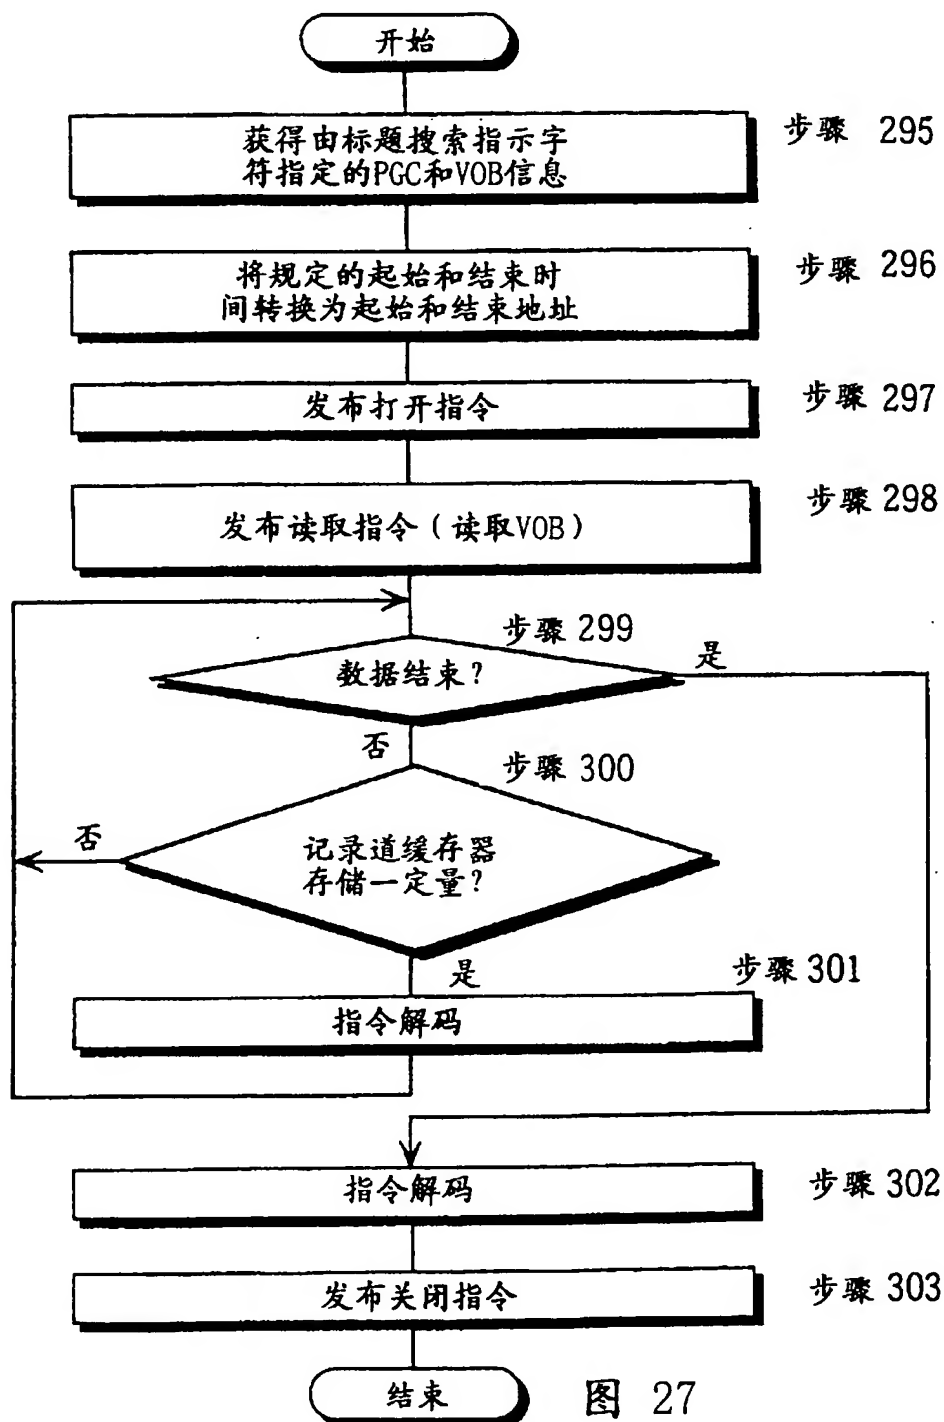 开始
步骤 295
获得由标题搜索指示字
符指定的PGC和VOB信息
步骤 296
将规定的起始和结束时
间转换为起始和结束地址
步骤 297
发布打开指令
步骤 298
发布读取指令（读取VOB）
步骤 299
数据结束？
是
否
步骤 300
记录道缓存器
存储一定量？
否
是
步骤 301
指令解码
步骤 302
指令解码
步骤 303
发布关闭指令
结束
图 27